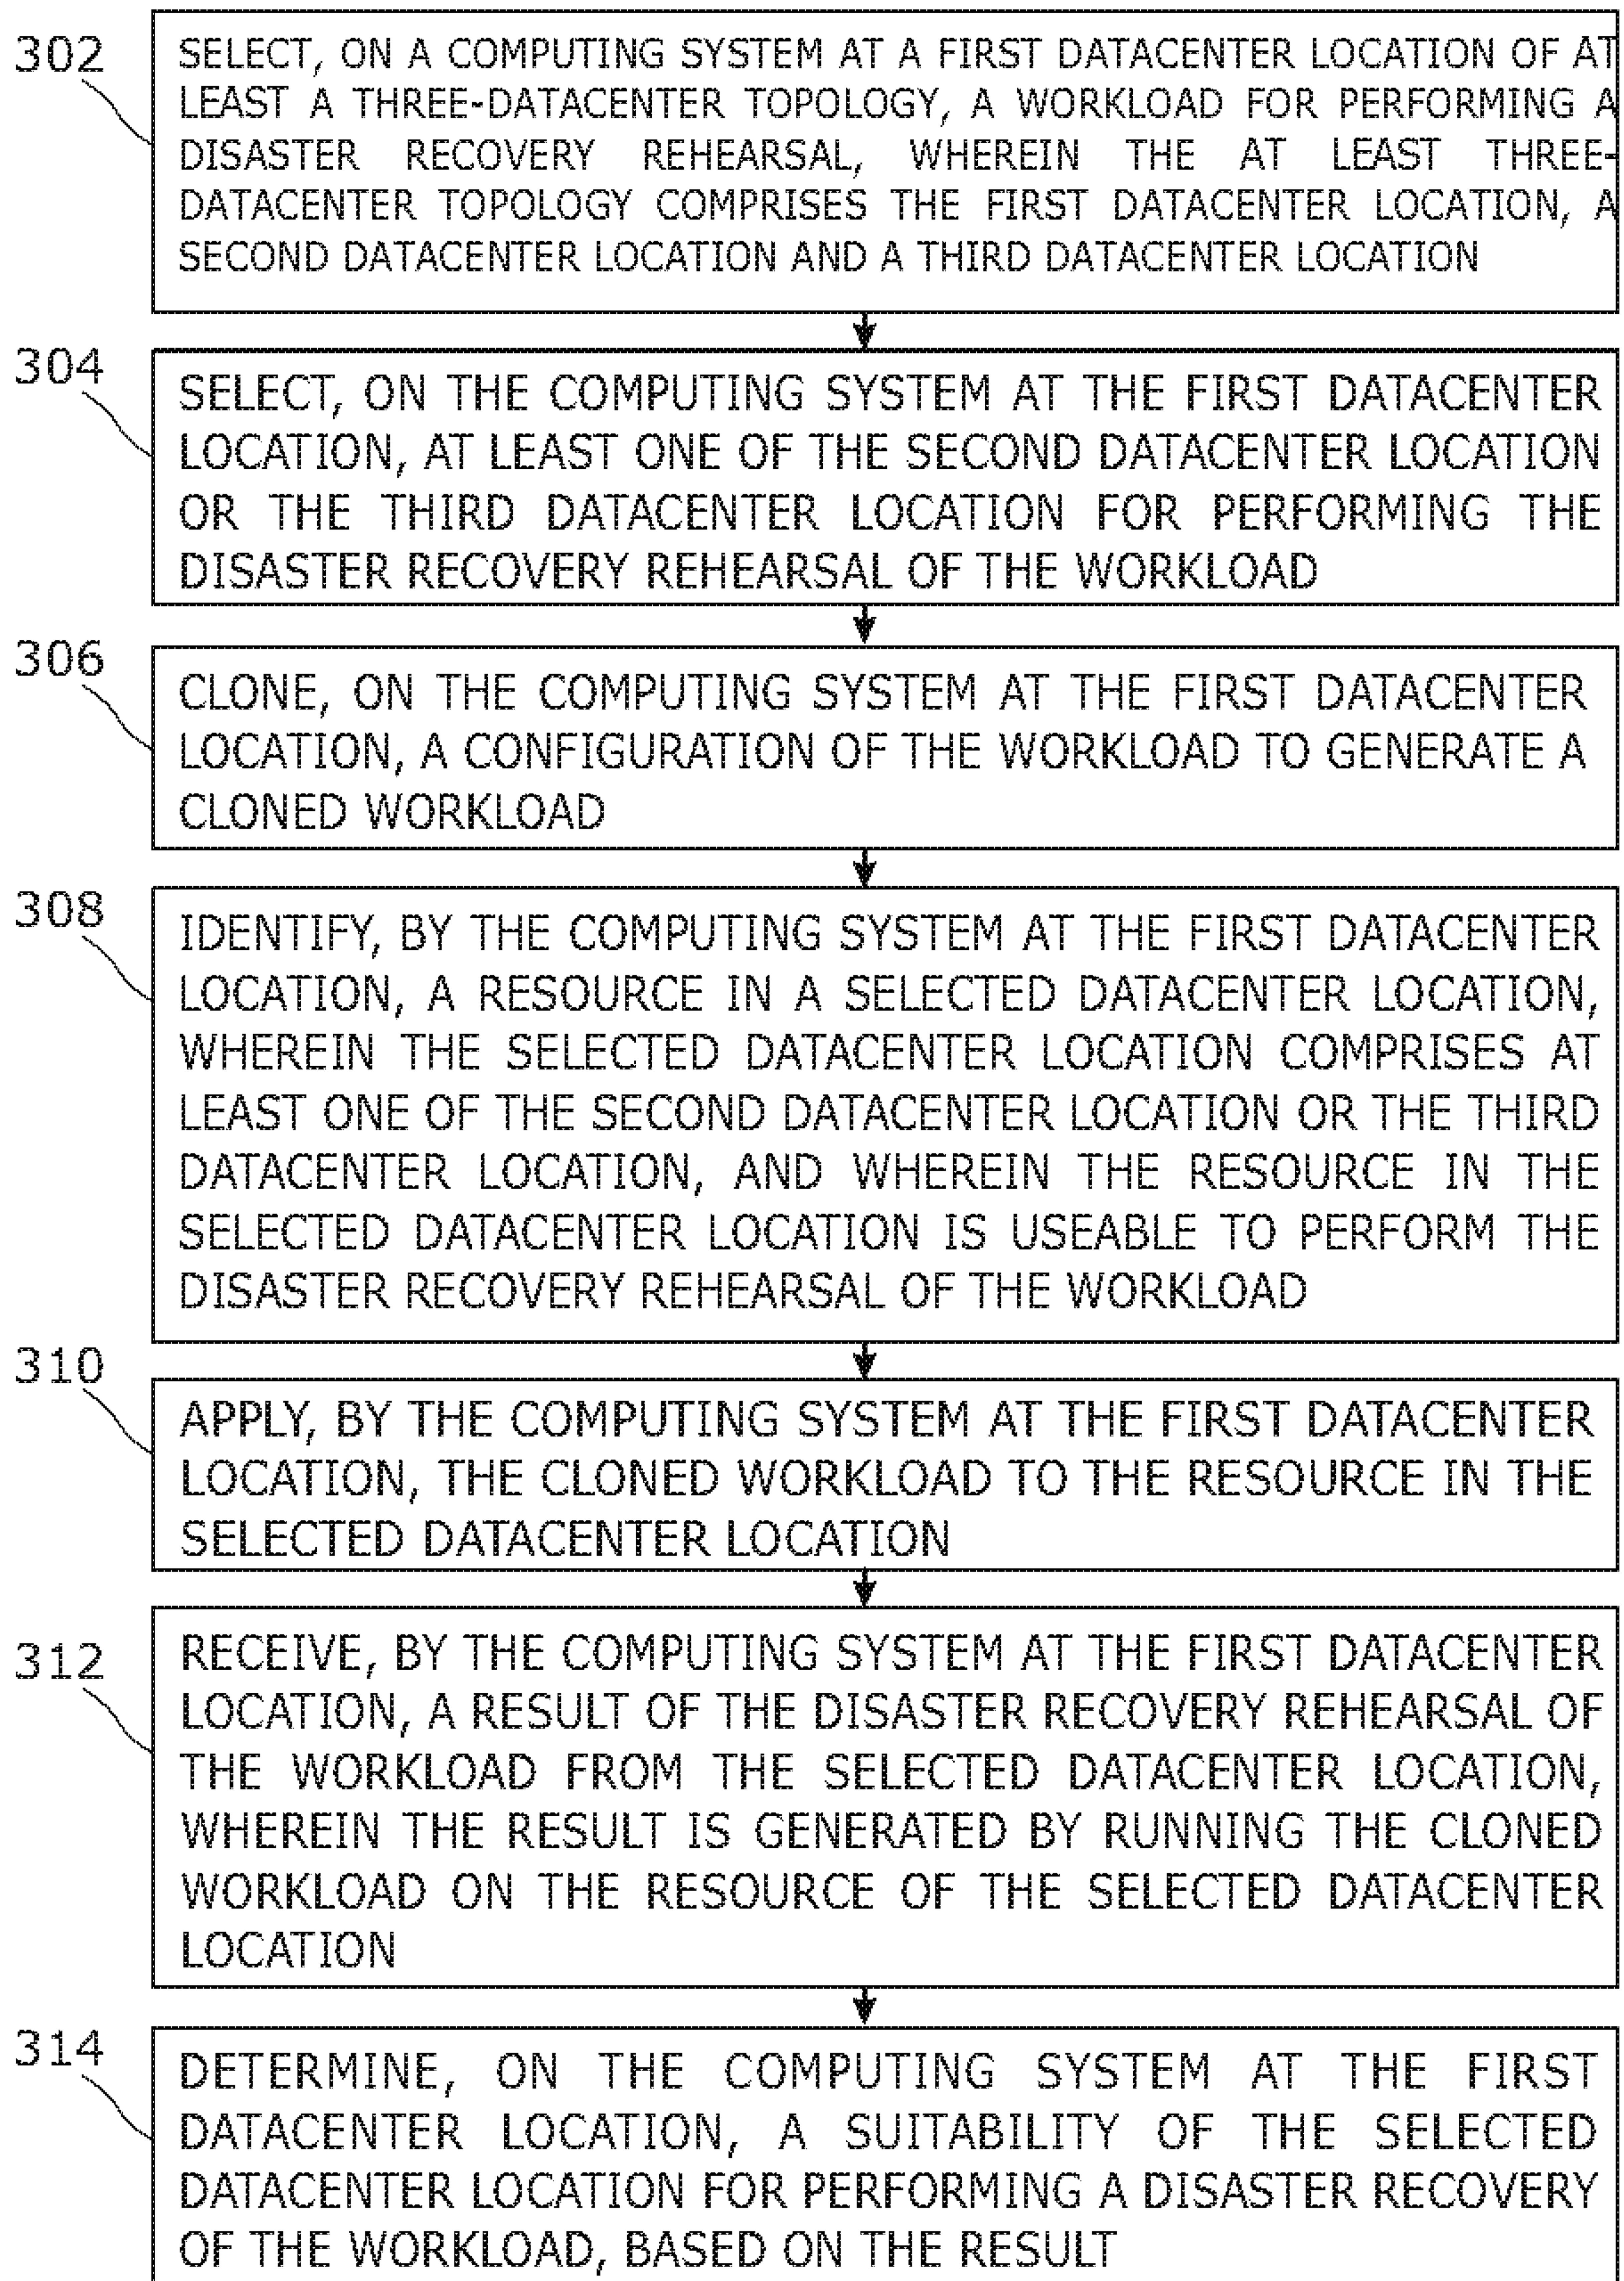 302
SELECT, ON A COMPUTING SYSTEM AT A FIRST DATACENTER LOCATION OF AT
LEAST A THREE-DATACENTER TOPOLOGY, A WORKLOAD FOR PERFORMING A
DISASTER RECOVERY REHEARSAL, WHEREIN THE AT LEAST THREE-
DATACENTER TOPOLOGY COMPRISES THE FIRST DATACENTER LOCATION, A
SECOND DATACENTER LOCATION AND A THIRD DATACENTER LOCATION
304
SELECT, ON THE COMPUTING SYSTEM AT THE FIRST DATACENTER
LOCATION, AT LEAST ONE OF THE SECOND DATACENTER LOCATION
OR THE THIRD DATACENTER LOCATION FOR PERFORMING THE
DISASTER RECOVERY REHEARSAL OF THE WORKLOAD
306
CLONE, ON THE COMPUTING SYSTEM AT THE FIRST DATACENTER
LOCATION, A CONFIGURATION OF THE WORKLOAD TO GENERATE A
CLONED WORKLOAD
308
IDENTIFY, BY THE COMPUTING SYSTEM AT THE FIRST DATACENTER
LOCATION, A RESOURCE IN A SELECTED DATACENTER LOCATION,
WHEREIN THE SELECTED DATACENTER LOCATION COMPRISES AT
LEAST ONE OF THE SECOND DATACENTER LOCATION OR THE THIRD
DATACENTER LOCATION, AND WHEREIN THE RESOURCE IN THE
SELECTED DATACENTER LOCATION IS USEABLE TO PERFORM THE
DISASTER RECOVERY REHEARSAL OF THE WORKLOAD
310
APPLY, BY THE COMPUTING SYSTEM AT THE FIRST DATACENTER
LOCATION, THE CLONED WORKLOAD TO THE RESOURCE IN THE
SELECTED DATACENTER LOCATION
312
RECEIVE, BY THE COMPUTING SYSTEM AT THE FIRST DATACENTER
LOCATION, A RESULT OF THE DISASTER RECOVERY REHEARSAL OF
THE WORKLOAD FROM THE SELECTED DATACENTER LOCATION,
WHEREIN THE RESULT IS GENERATED BY RUNNING THE CLONED
WORKLOAD ON THE RESOURCE OF THE SELECTED DATACENTER
LOCATION
314
DETERMINE, ON THE COMPUTING SYSTEM AT THE FIRST
DATACENTER LOCATION, A SUITABILITY OF THE SELECTED
DATACENTER LOCATION FOR PERFORMING A DISASTER RECOVERY
OF THE WORKLOAD, BASED ON THE RESULT